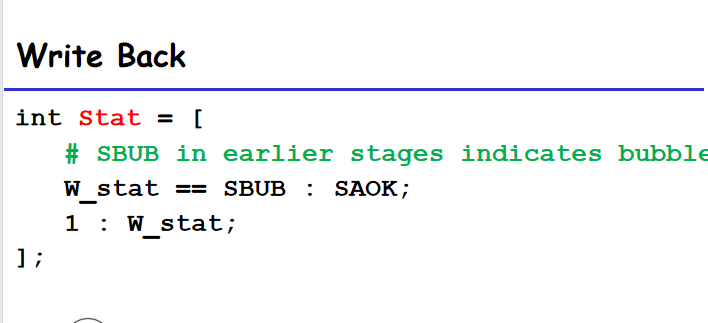 Write Back
int Stat = [
# SBUB in earlier stages indicates bubble
W_stat == SBUB : SAOK;
1 : W_stat;
];